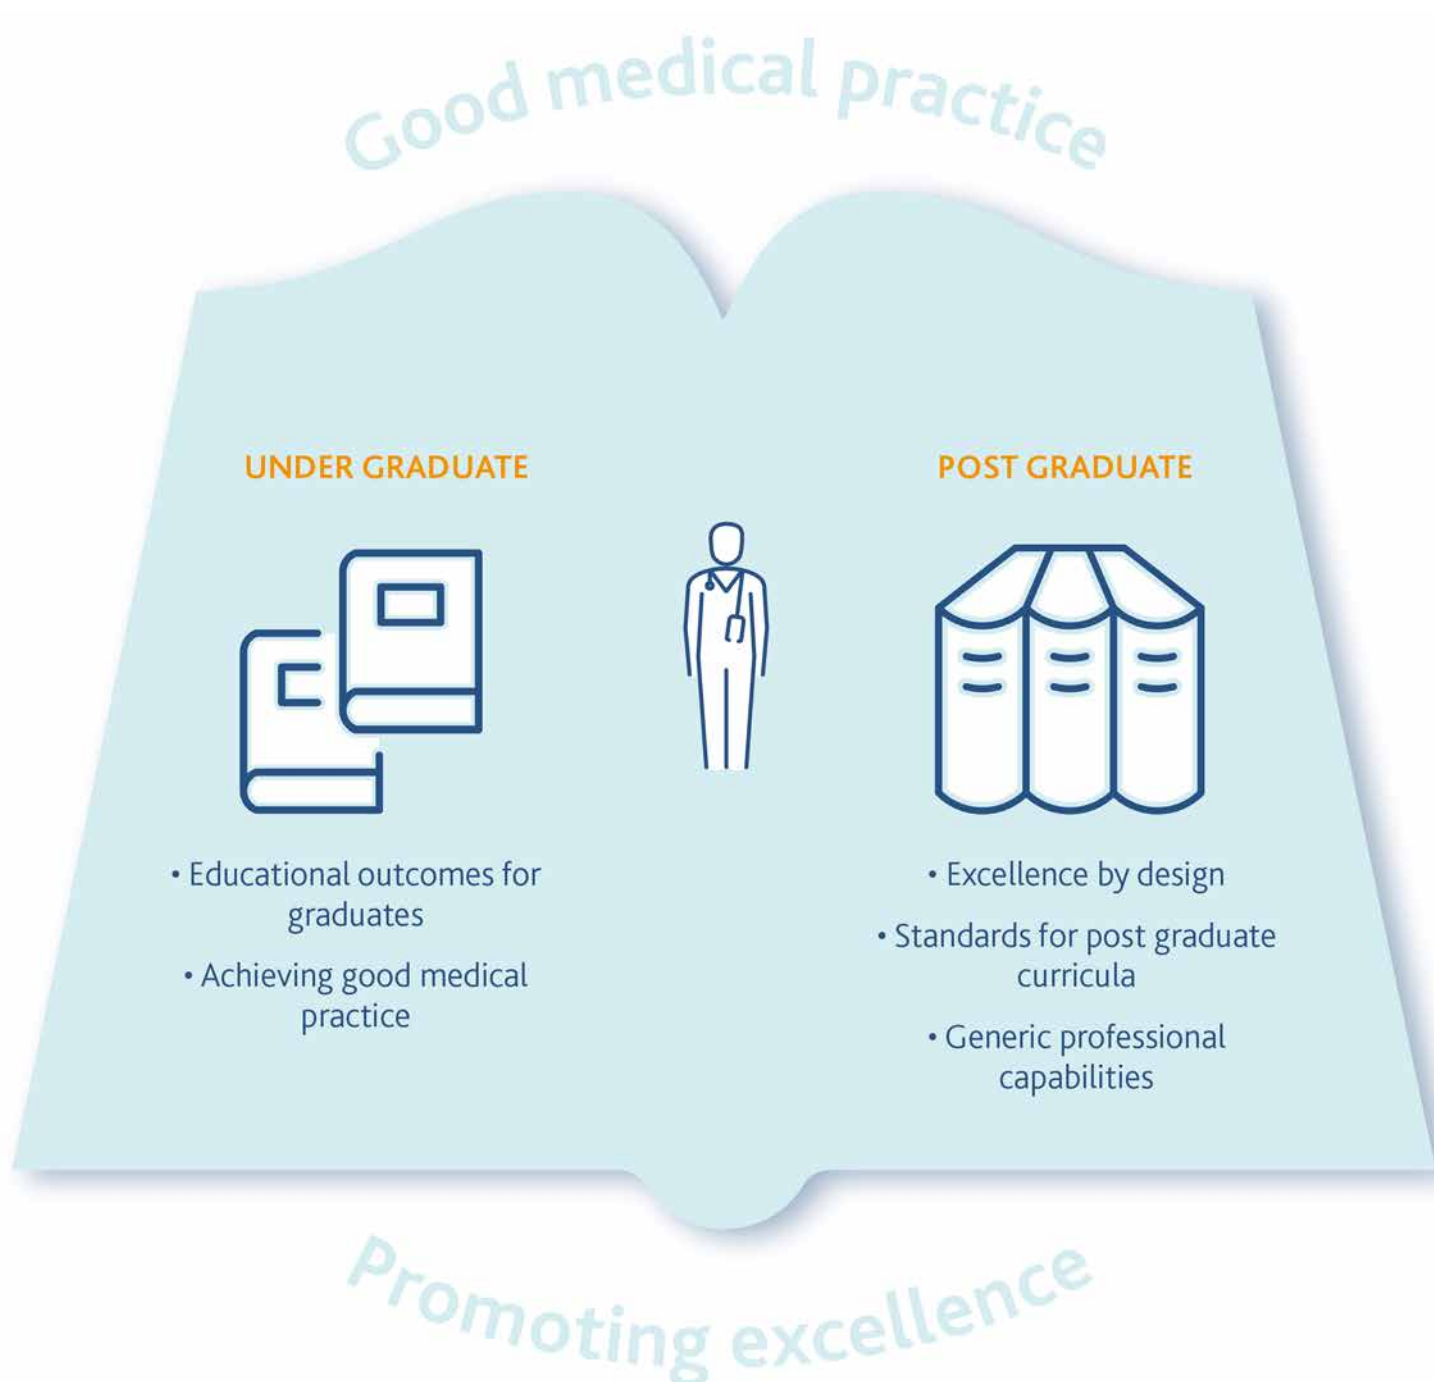 Good medical practice
UNDER GRADUATE
• Educational outcomes for
graduates
• Achieving good medical
practice
POST GRADUATE
• Excellence by design
• Standards for post graduate
curricula
• Generic professional
capabilities
Promoting excellence